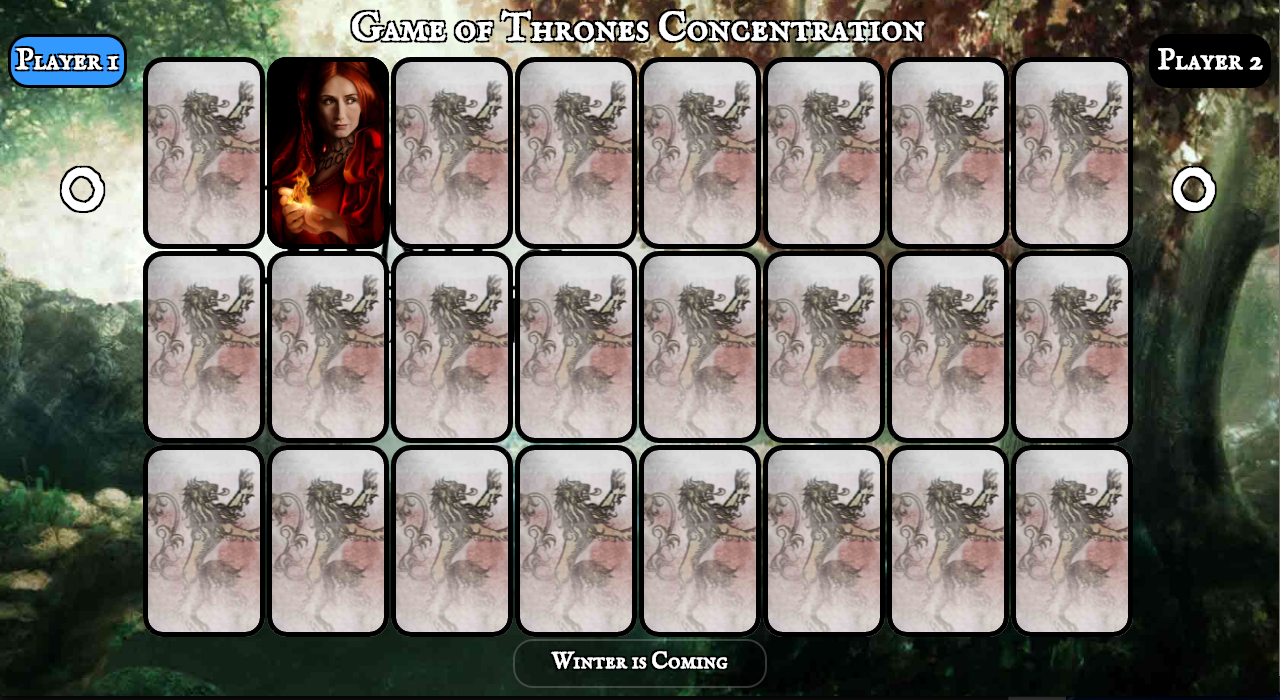 Game of Thrones Concentration
Player 1
Player 2
0
0
Winter is Coming